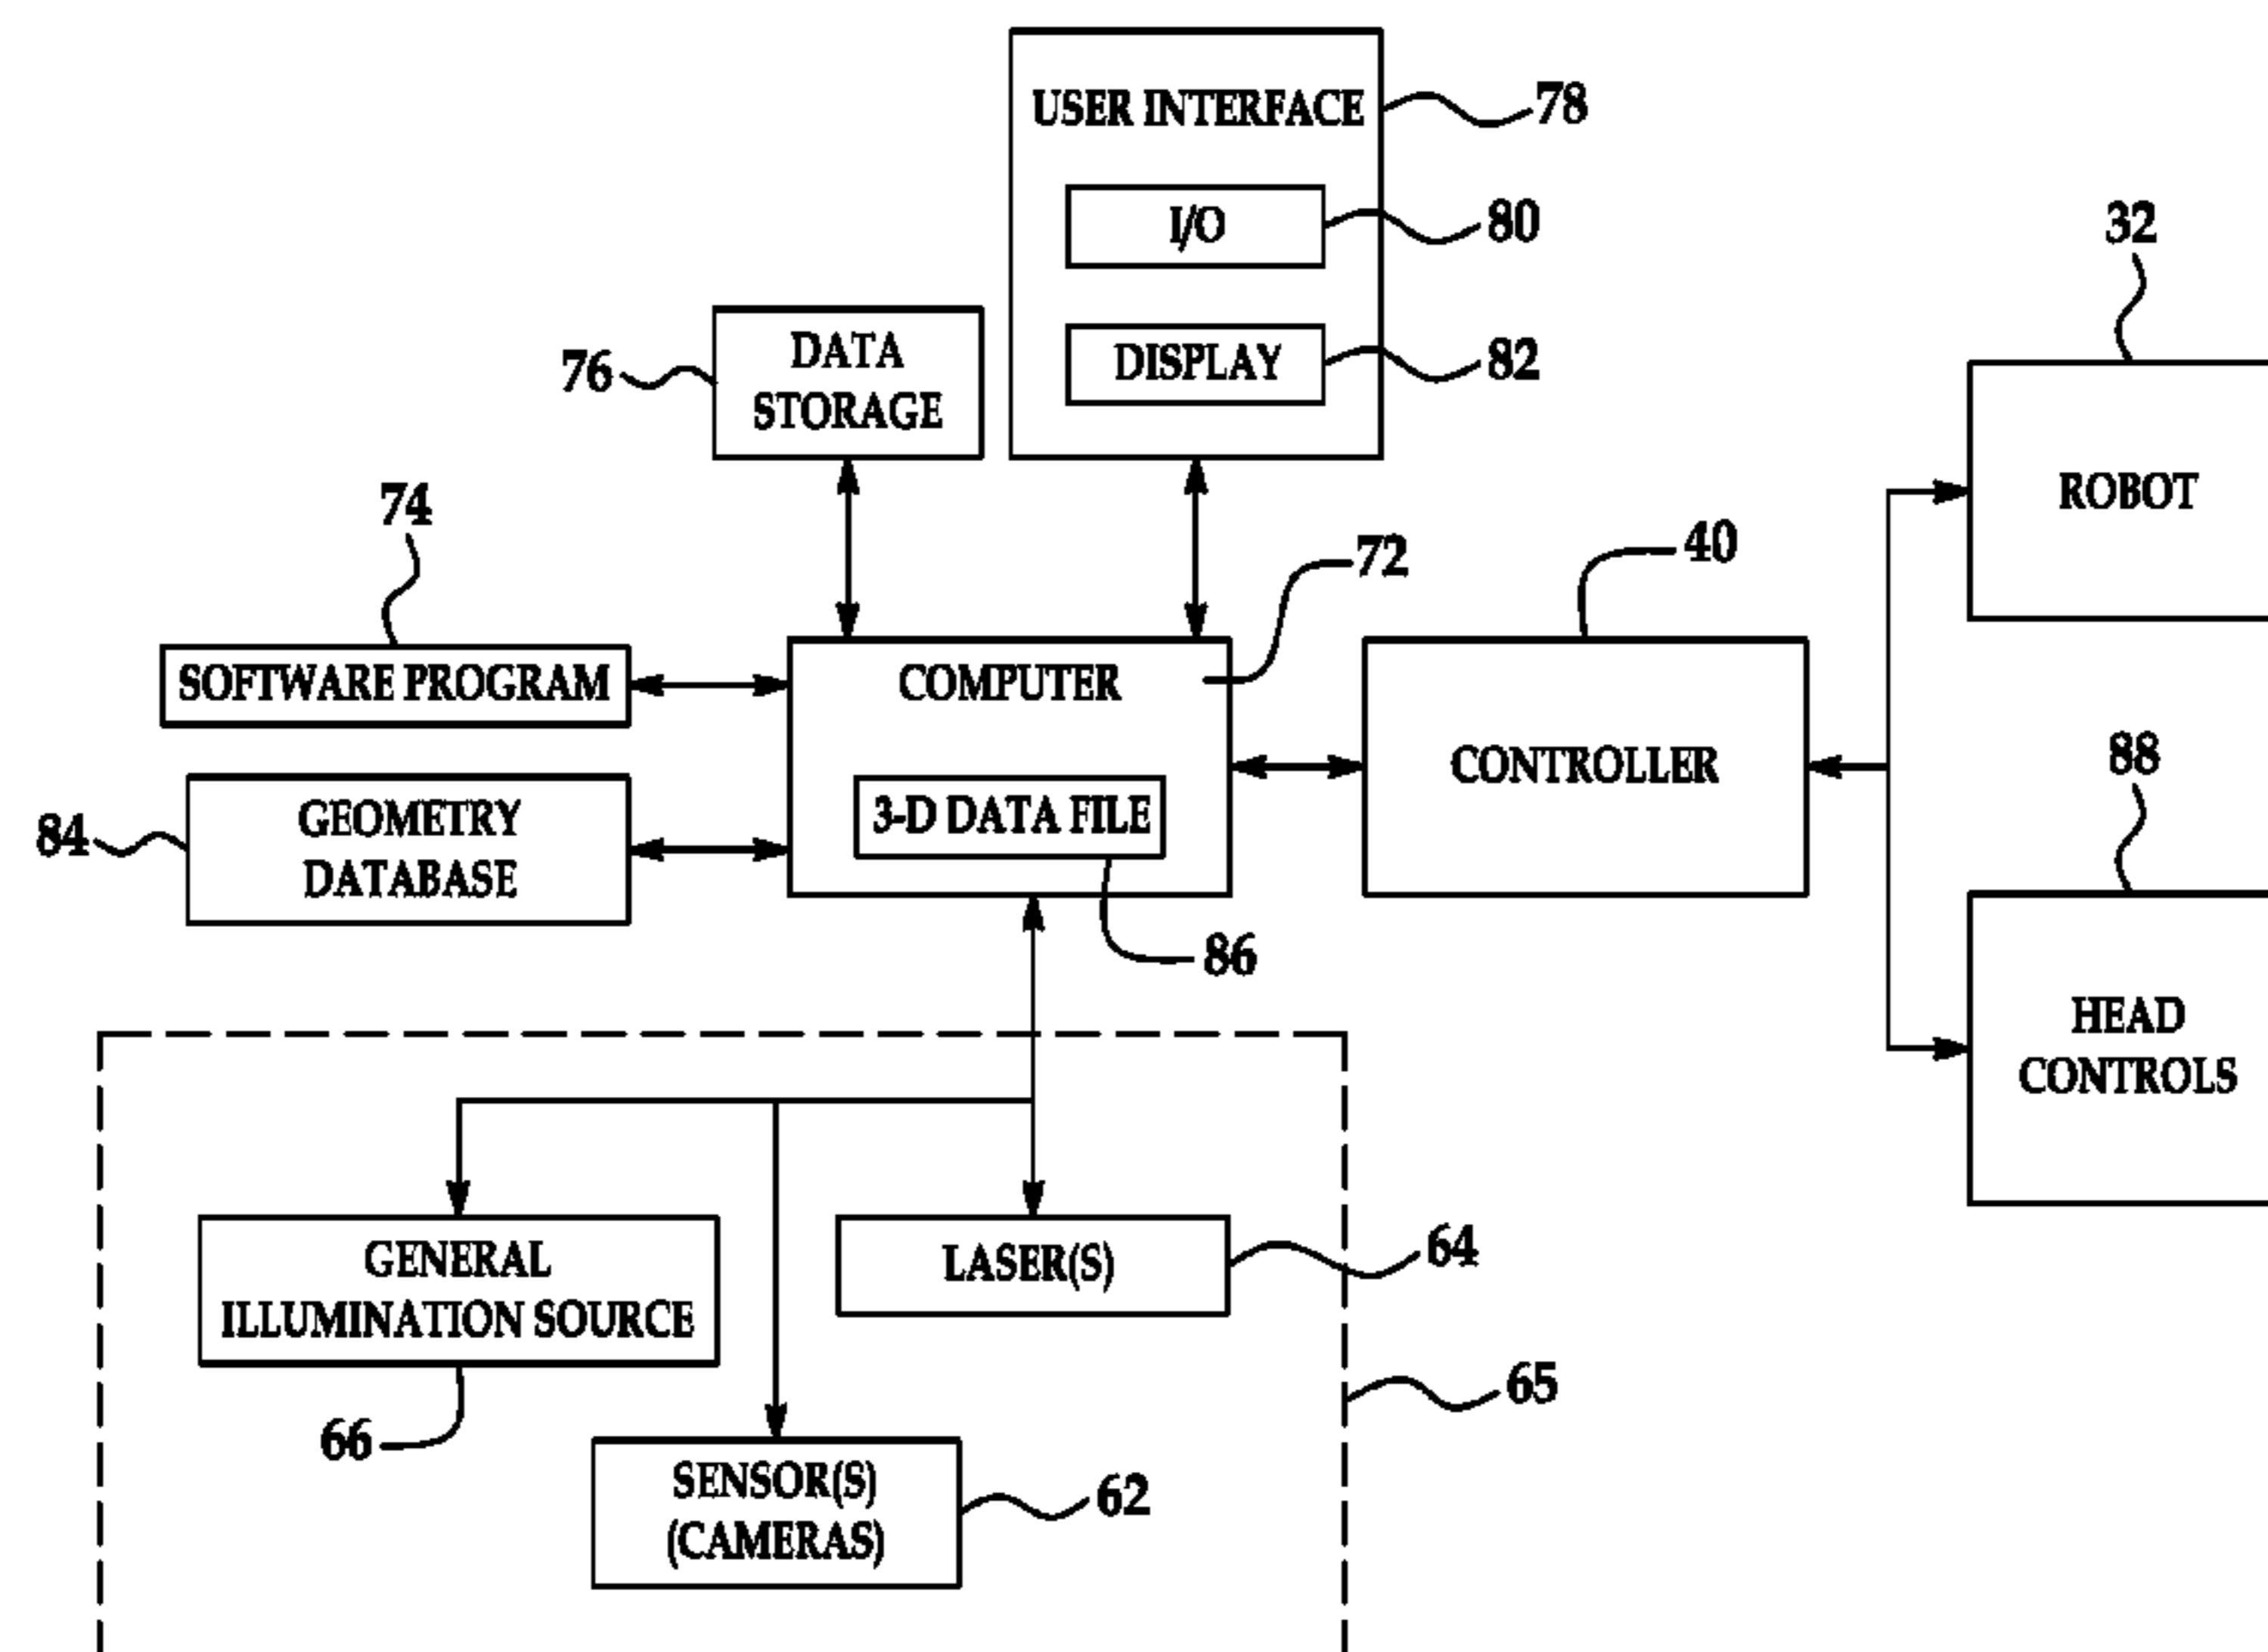 USER INTERFACE
78
I/O
80
DISPLAY
82
32
ROBOT
DATA
STORAGE
76
74
SOFTWARE PROGRAM
72
COMPUTER
3-D DATA FILE
86
40
CONTROLLER
84
GEOMETRY
DATABASE
88
HEAD
CONTROLS
GENERAL
ILLUMINATION SOURCE
66
LASER(S)
64
65
SENSOR(S)
(CAMERAS)
62